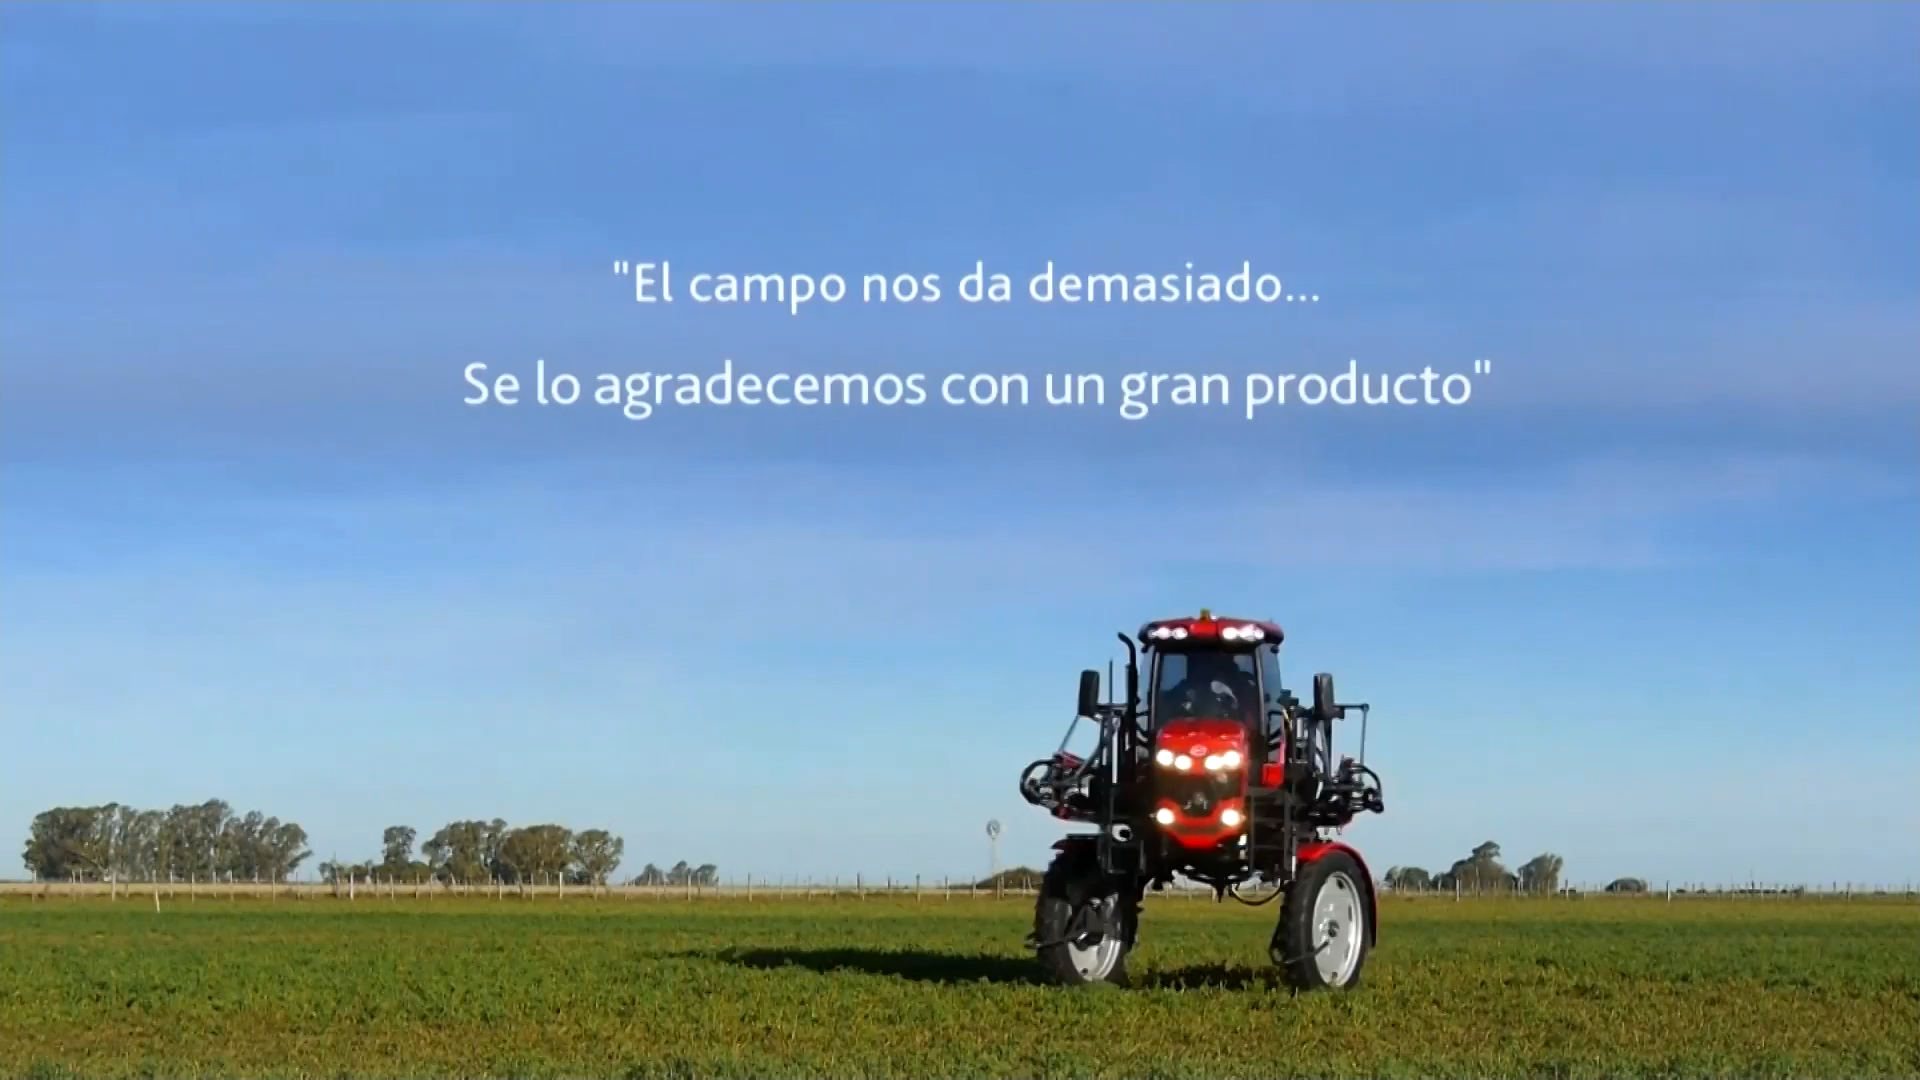 "El campo nos da demasiado...
Se lo agradecemos con un gran producto"